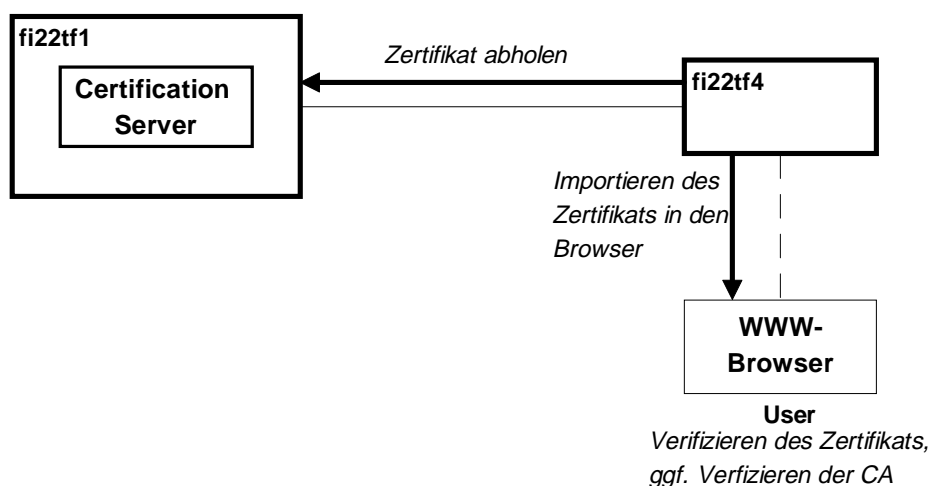 fi22tf1
Certification
Server
Zertifikat abholen
fi22tf4
Importieren des
Zertifikats in den
Browser
WWW-
Browser
User
Verifizieren des Zertifikats,
ggf. Verfizieren der CA